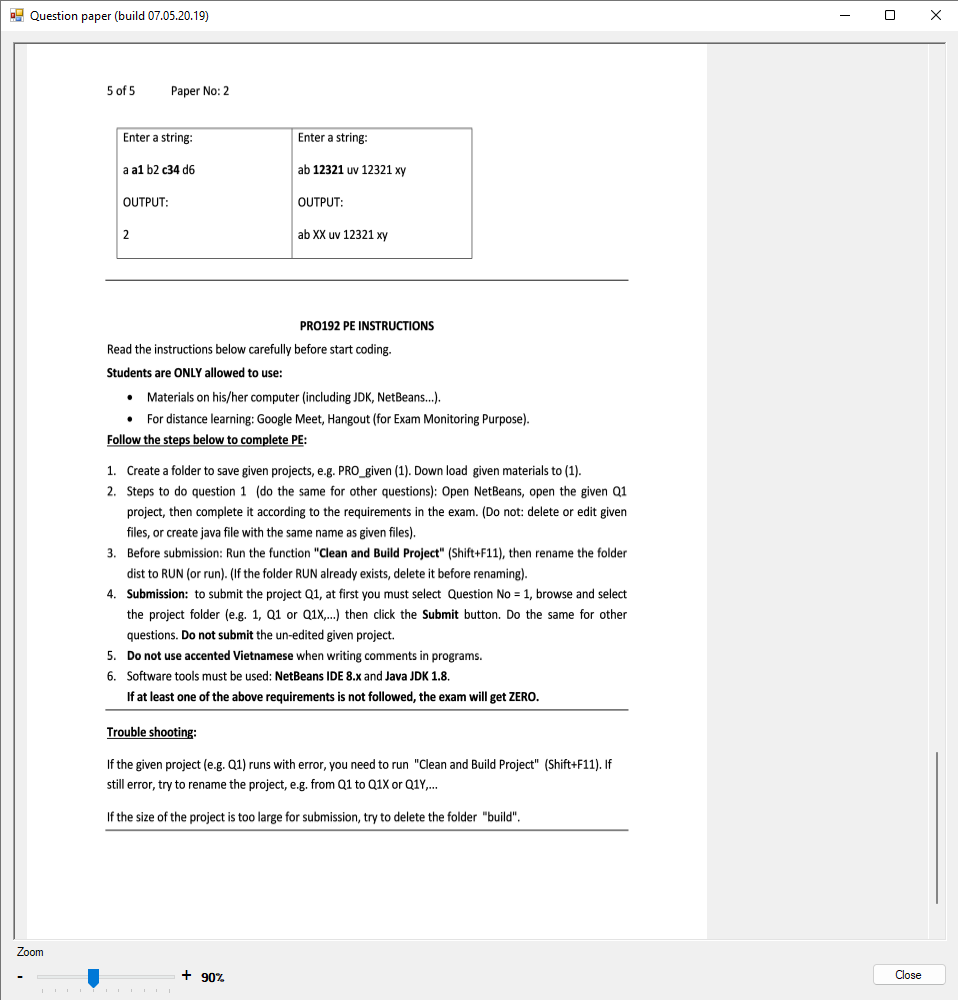 Question paper (build 07.05.20.19)
5 of 5 Paper No: 2
Enter a string:
a a1 b2 c34 d6
OUTPUT:
2
Enter a string:
ab 12321 uv 12321 xy
OUTPUT:
ab XX uv 12321 xy
PRO192 PE INSTRUCTIONS
Read the instructions below carefully before start coding.
Students are ONLY allowed to use:
• Materials on his/her computer (including JDK, NetBeans...).
• For distance learning: Google Meet, Hangout (for Exam Monitoring Purpose).
Follow the steps below to complete PE:
1. Create a folder to save given projects, e.g. PRO_given (1). Down load given materials to (1).
2. Steps to do question 1 (do the same for other questions): Open NetBeans, open the given Q1
project, then complete it according to the requirements in the exam. (Do not: delete or edit given
files, or create java file with the same name as given files).
3. Before submission: Run the function "Clean and Build Project" (Shift+F11), then rename the folder
dist to RUN (or run). (If the folder RUN already exists, delete it before renaming).
4. Submission: to submit the project Q1, at first you must select Question No = 1, browse and select
the project folder (e.g. 1, Q1 or Q1X,...) then click the Submit button. Do the same for other
questions. Do not submit the un-edited given project.
5. Do not use accented Vietnamese when writing comments in programs.
6. Software tools must be used: NetBeans IDE 8.x and Java JDK 1.8.
If at least one of the above requirements is not followed, the exam will get ZERO.
Trouble shooting:
If the given project (e.g. Q1) runs with error, you need to run "Clean and Build Project" (Shift+F11). If
still error, try to rename the project, e.g. from Q1 to Q1X or Q1Y,...
If the size of the project is too large for submission, try to delete the folder "build".
Zoom
- + 90%
Close